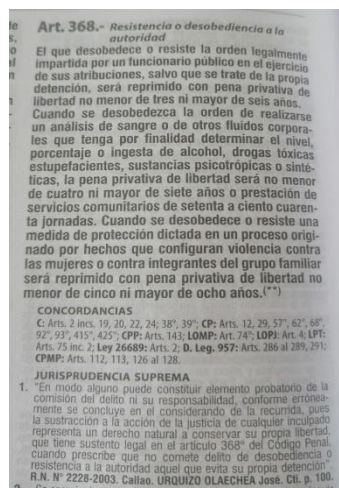 Art. 368.- Resistencia o desobediencia a la
autoridad
El que desobedece o resiste la orden legalmente
impartida por un funcionario público en el ejercicio
de sus atribuciones, salvo que se trate de la propia
detención, será reprimido con pena privativa de
libertad no menor de tres ni mayor de seis años.
Cuando se desobedezca la orden de realizarse
un análisis de sangre o de otros fluidos corpora-
les que tenga por finalidad determinar el nivel,
porcentaje o ingesta de alcohol, drogas tóxicas
estupefacientes, sustancias psicotrópicas o sinté-
ticas, la pena privativa de libertad será no menor
de cuatro ni mayor de siete años o prestación de
servicios comunitarios de setenta a ciento cuaren-
ta jornadas. Cuando se desobedece o resiste una
medida de protección dictada en un proceso origi-
nado por hechos que configuran violencia contra
las mujeres o contra integrantes del grupo familiar
será reprimido con pena privativa de libertad no
menor de cinco ni mayor de ocho años.(**)
CONCORDANCIAS
C: Arts. 2 incs. 19, 20, 22, 24; 38°, 39°; CP: Arts. 12, 29, 57°, 62°, 68°,
92°, 93°, 415°, 425°; CPP: Arts. 143; LOMP: Art. 74°; LOPJ: Art. 4; LPT:
Arts. 75 inc. 2; Ley 26689: Arts. 2; D. Leg. 957: Arts. 286 al 289, 291;
CPMP: Arts. 112, 113, 126 al 128.
JURISPRUDENCIA SUPREMA
1. "En modo alguno puede constituir elemento probatorio de la
comisión del delito ni su responsabilidad, conforme errónea-
mente se concluye en el considerando de la recurrida, pues
la sustracción a la acción de la justicia de cualquier inculpado
representa un derecho natural a conservar su propia libertad,
que tiene sustento legal en el artículo 368° del Código Penal,
cuando prescribe que no comete delito de desobediencia o
resistencia a la autoridad aquel que evita su propia detención".
R.N. N° 2228-2003. Callao. URQUIZO OLAECHEA José. Cti. p. 100.